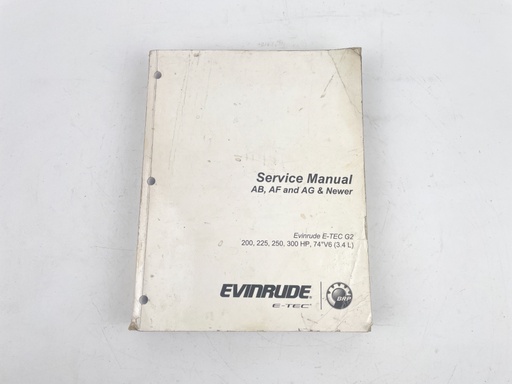 Service Manual
AB, AF and AG & Newer
Evinrude E-TEC G2
200, 225, 250, 300 HP, 74°V6 (3.4 L)
EVINRUDE
E-TEC
BRP